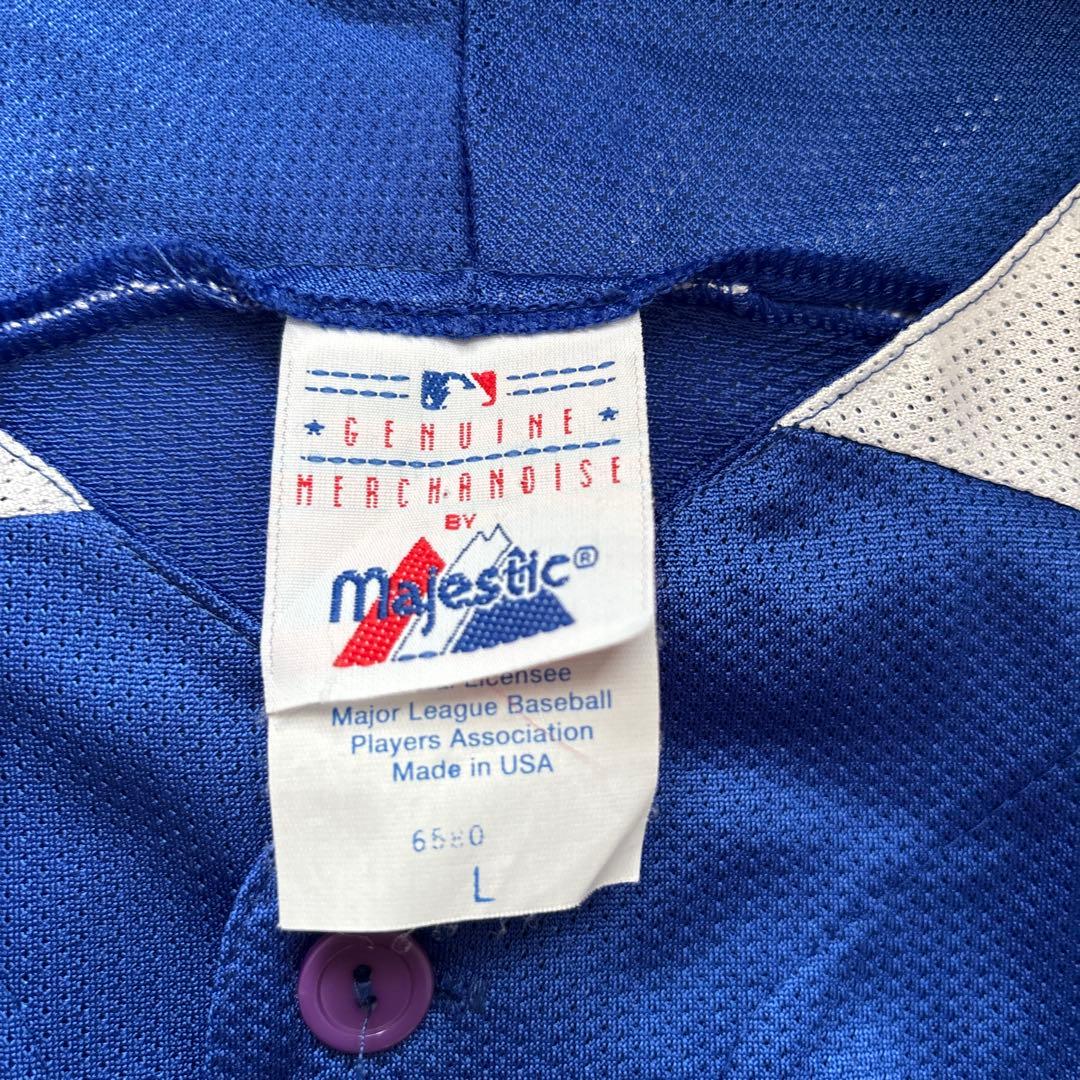 GENUINE
MERCHANDISE
BY
Majestic®
Licensee
Major League Baseball
Players Association
Made in USA
L